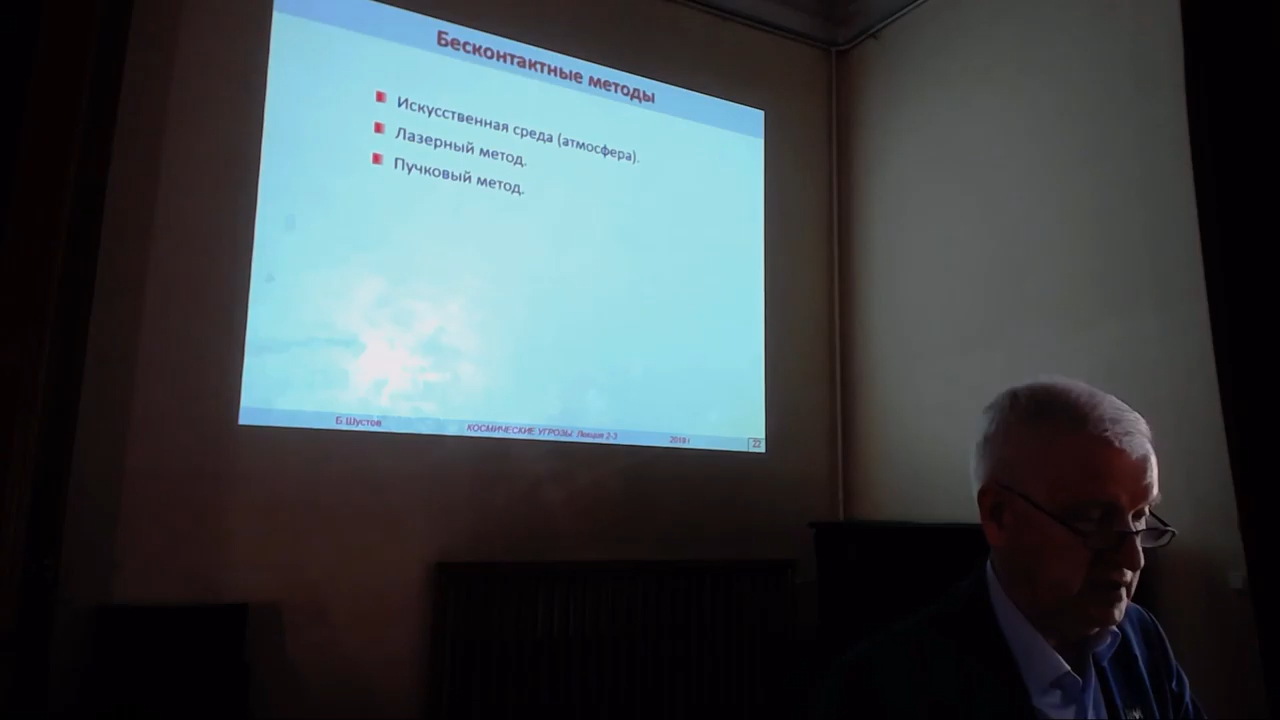 Бесконтактные методы
Искусственная среда (атмосфера).
Лазерный метод.
Пучковый метод.
Б.Шустов
КОСМИЧЕСКИЕ УГРОЗЫ: Лекция 2-3
2018 г
22